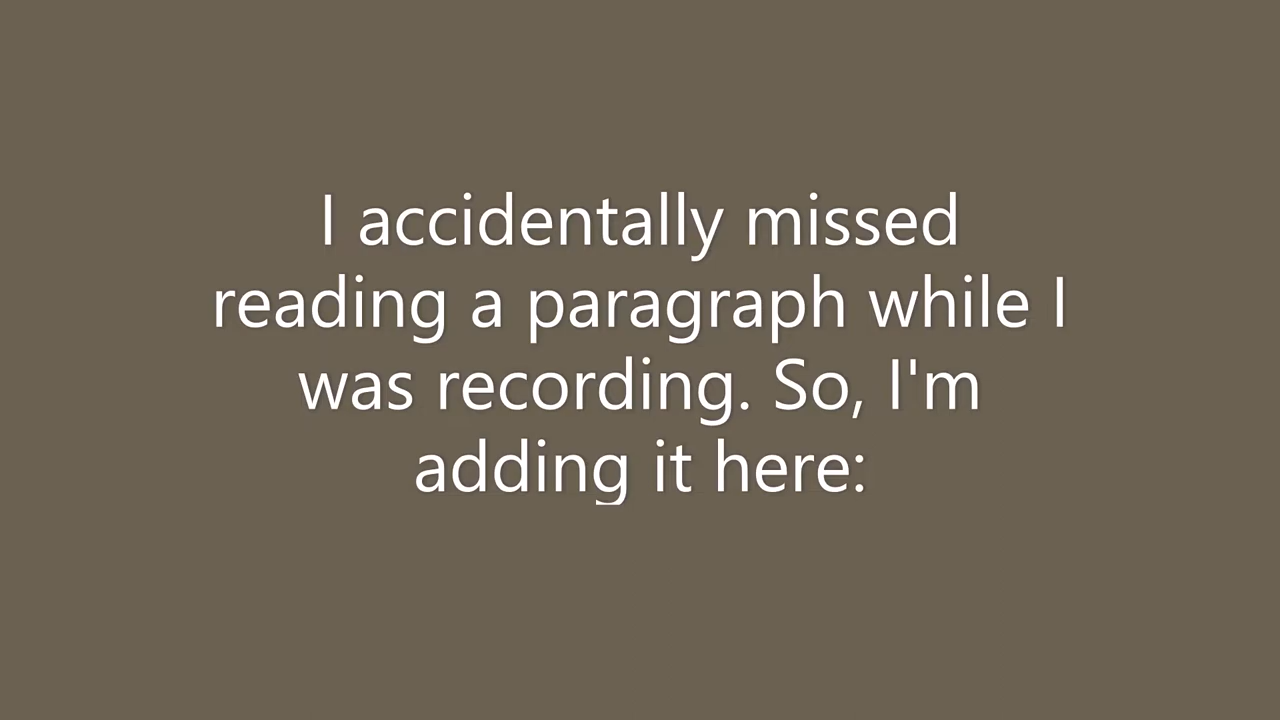 I accidentally missed
reading a paragraph while I
was recording. So, I'm
adding it here: